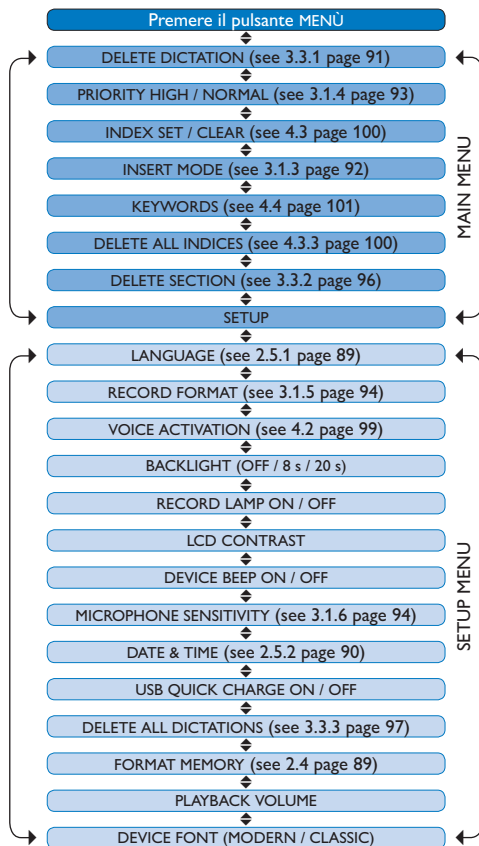 Premere il pulsante MENÙ
DELETE DICTATION (see 3.3.1 page 91)
PRIORITY HIGH / NORMAL (see 3.1.4 page 93)
INDEX SET / CLEAR (see 4.3 page 100)
INSERT MODE (see 3.1.3 page 92)
KEYWORDS (see 4.4 page 101)
DELETE ALL INDICES (see 4.3.3 page 100)
DELETE SECTION (see 3.3.2 page 96)
SETUP
MAIN MENU
LANGUAGE (see 2.5.1 page 89)
RECORD FORMAT (see 3.1.5 page 94)
VOICE ACTIVATION (see 4.2 page 99)
BACKLIGHT (OFF / 8 s / 20 s)
RECORD LAMP ON / OFF
LCD CONTRAST
DEVICE BEEP ON / OFF
MICROPHONE SENSITIVITY (see 3.1.6 page 94)
DATE & TIME (see 2.5.2 page 90)
USB QUICK CHARGE ON / OFF
DELETE ALL DICTATIONS (see 3.3.3 page 97)
FORMAT MEMORY (see 2.4 page 89)
PLAYBACK VOLUME
DEVICE FONT (MODERN / CLASSIC)
SETUP MENU